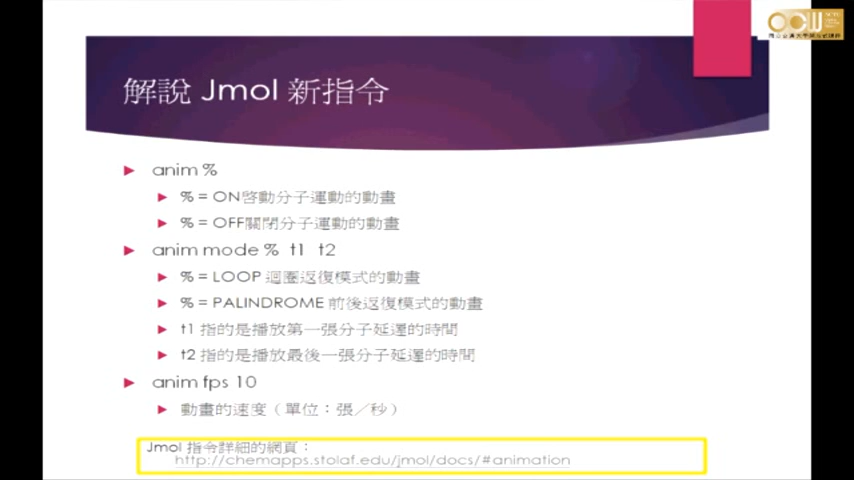 解說 Jmol 新指令
anim %
% = ON啓動分子運動的動畫
% = OFF關閉分子運動的動畫
anim mode % t1 t2
% = LOOP 迴圈返復模式的動畫
% = PALINDROME 前後返復模式的動畫
t1 指的是播放第一張分子延遲的時間
t2 指的是播放最後一張分子延遲的時間
anim fps 10
動畫的速度（單位：張／秒）
Jmol 指令詳細的網頁：
http://chemapps.stolaf.edu/jmol/docs/#animation
OCW